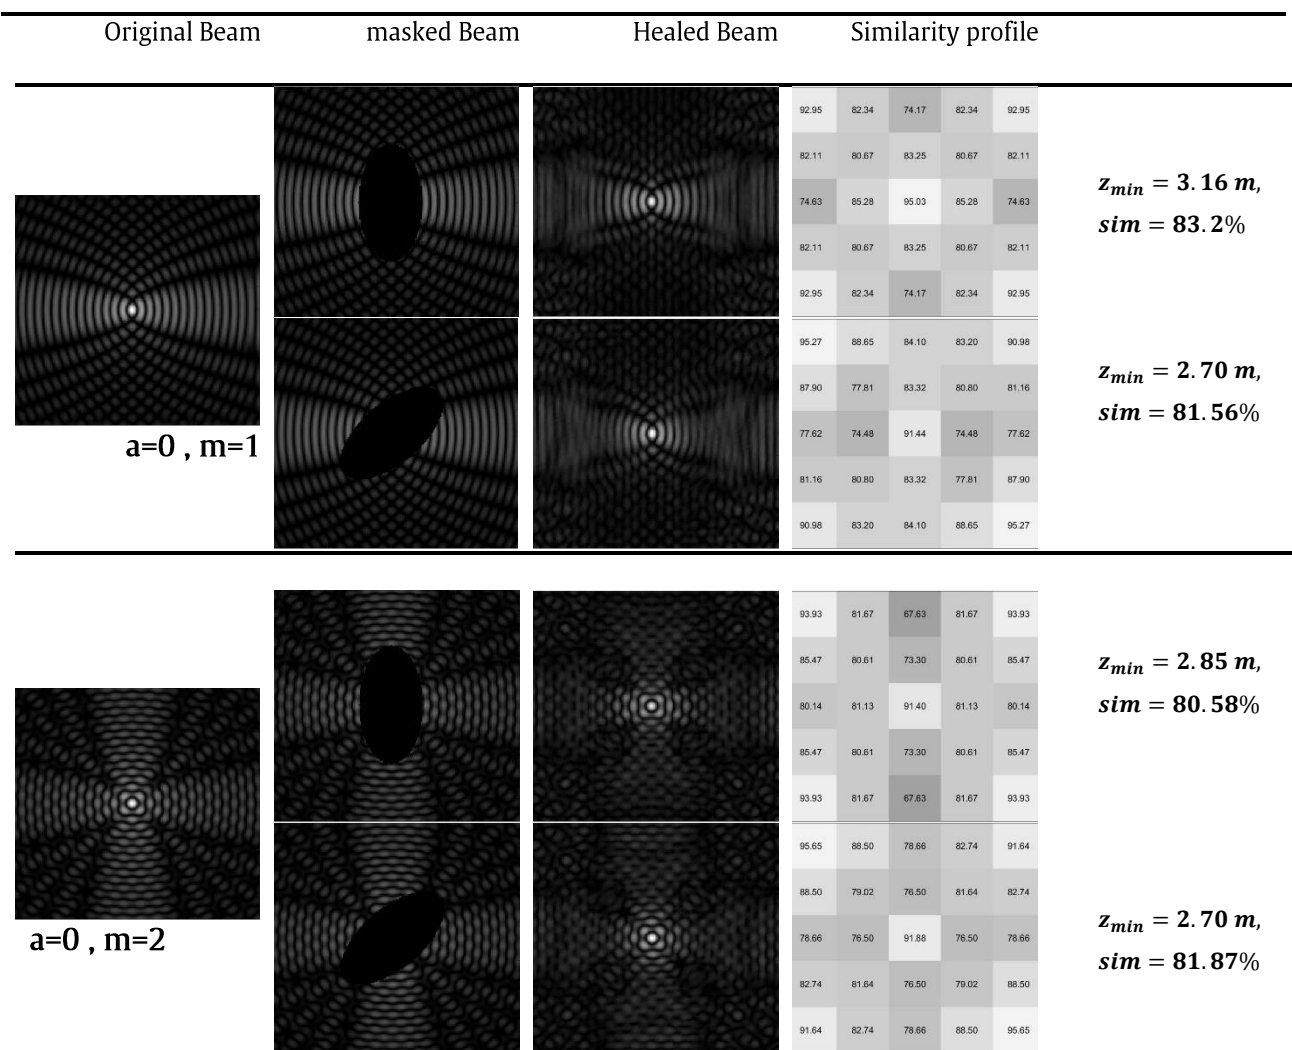 Original Beam masked Beam Healed Beam Similarity profile
92.95 82.34 74.17 82.34 92.95
82.11 80.67 83.25 80.67 82.11
74.63 85.28 95.03 85.28 74.63
82.11 80.67 83.25 80.67 82.11
92.95 82.34 74.17 82.34 92.95
z_min = 3.16 m,
sim = 83.2%
a=0 , m=1
95.27 88.65 84.10 83.20 90.98
87.90 77.81 83.32 80.80 81.16
77.62 74.48 91.44 74.48 77.62
81.16 80.80 83.32 77.81 87.90
90.98 83.20 84.10 88.65 95.27
z_min = 2.70 m,
sim = 81.56%
93.93 81.67 67.63 81.67 93.93
85.47 80.61 73.30 80.61 85.47
80.14 81.13 91.40 81.13 80.14
85.47 80.61 73.30 80.61 85.47
93.93 81.67 67.63 81.67 93.93
z_min = 2.85 m,
sim = 80.58%
a=0 , m=2
95.65 88.50 78.66 82.74 91.64
88.50 79.02 76.50 81.64 82.74
78.66 76.50 91.88 76.50 78.66
82.74 81.64 76.50 79.02 88.50
91.64 82.74 78.66 88.50 95.65
z_min = 2.70 m,
sim = 81.87%